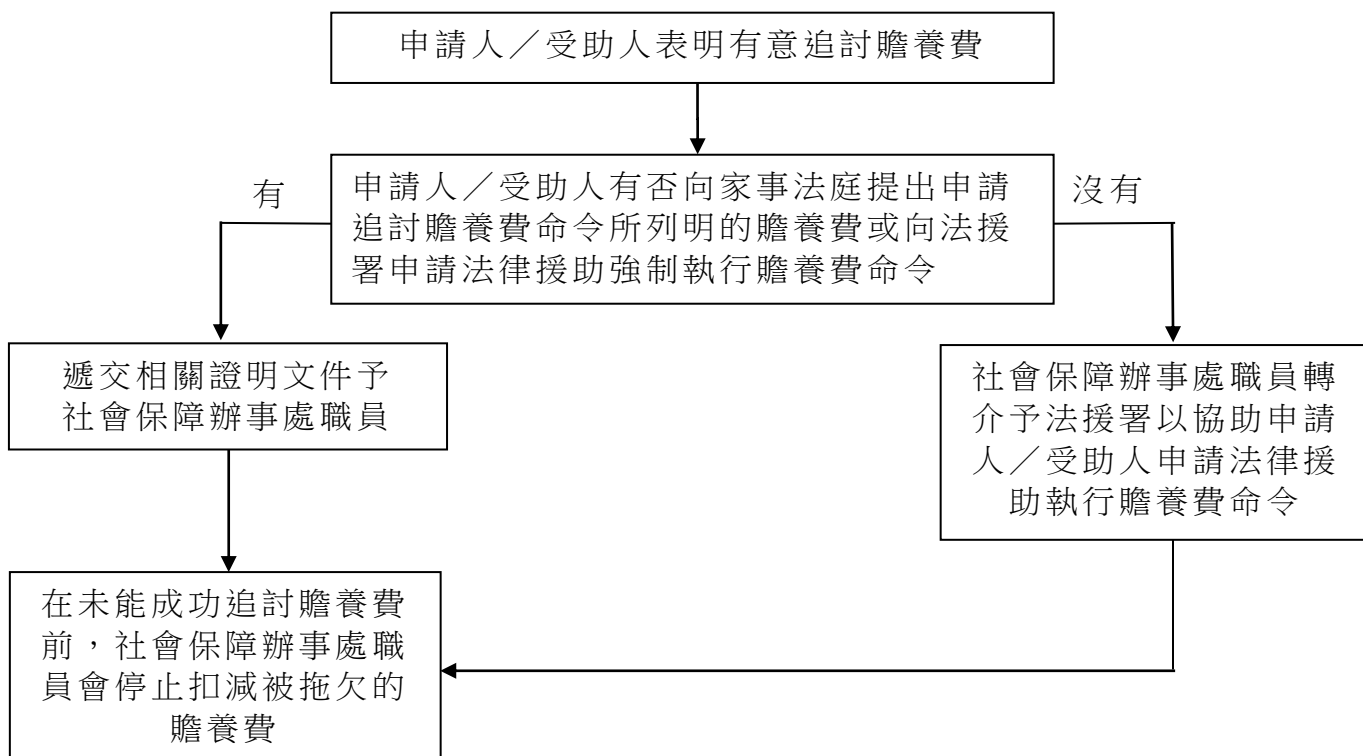 申請人／受助人表明有意追討贍養費
有
申請人／受助人有否向家事法庭提出申請
追討贍養費命令所列明的贍養費或向法援
署申請法律援助強制執行贍養費命令
沒有
遞交相關證明文件予
社會保障辦事處職員
社會保障辦事處職員轉
介予法援署以協助申請
人／受助人申請法律援
助執行贍養費命令
在未能成功追討贍養費
前，社會保障辦事處職
員會停止扣減被拖欠的
贍養費